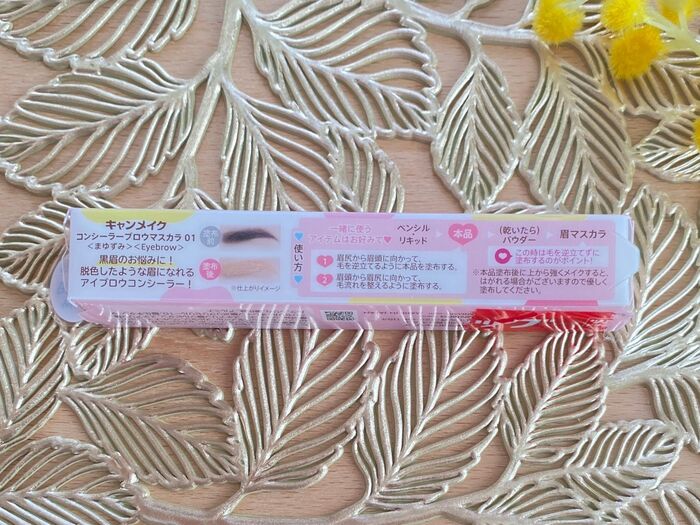 キャンメイク
コンシーラーブロウマスカラ 01
<まゆずみ> <Eyebrow>
黒眉のお悩みに!
脱色したような眉になれる
アイブロウコンシーラー!
塗布前
塗布後
※仕上がりイメージ
使い方
一緒に使う
アイテムはお好みで♥
ペンシル
リキッド
本品
(乾いたら)
パウダー
眉マスカラ
1 眉尻から眉頭に向かって、
毛を逆立てるように本品を塗布する。
2 眉頭から眉尻に向かって、
毛流れを整えるように塗布する。
この時は毛を逆立てずに
塗布するのがポイント!
※本品塗布後に上から強くメイクすると、
はがれる場合がございますので優しく
塗布してください。